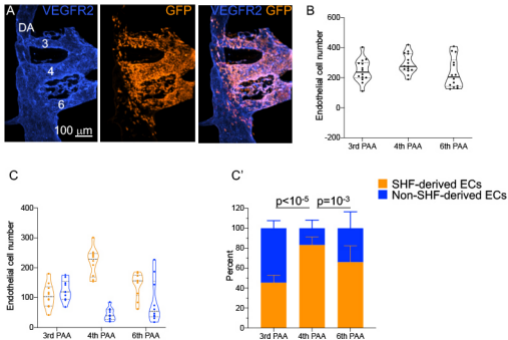 A VEGFR2 GFP VEGFR2 GFP
DA
3
4
6
100 μm
B
Endothelial cell number
600
400
200
0
-200
3rd PAA 4th PAA 6th PAA
C
Endothelial cell number
400
300
200
100
0
3rd PAA 4th PAA 6th PAA
C'
SHF-derived ECs
Non-SHF-derived ECs
p<10-5 p=10-3
Percent
120
100
80
60
40
20
0
3rd PAA 4th PAA 6th PAA